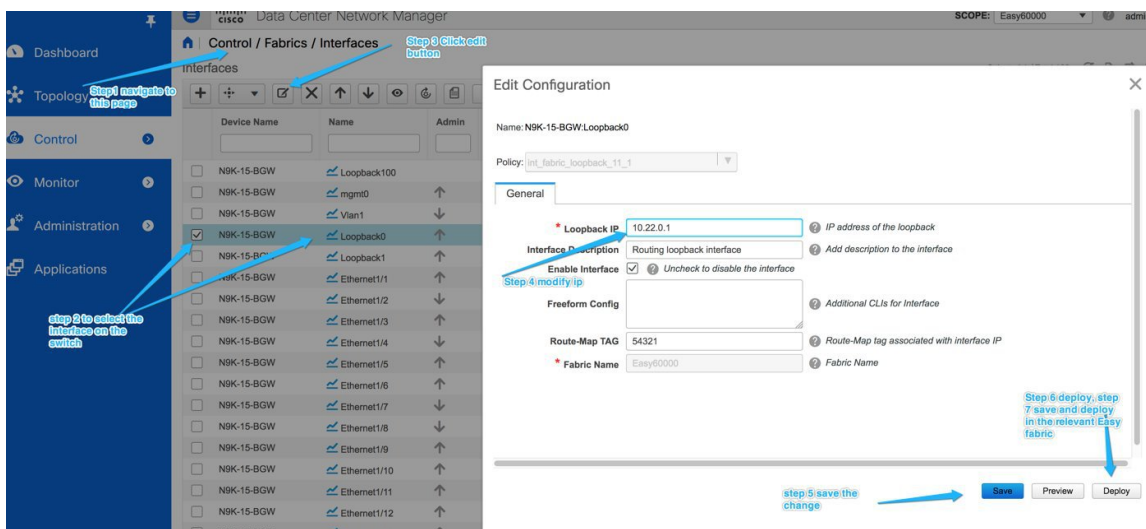 cisco Data Center Network Manager
SCOPE: Easy60000
admi
Dashboard
Topology
Control
Monitor
Administration
Applications
Control / Fabrics / Interfaces
Step 3 Click edit
button
Step1 navigate to
this page
Interfaces
Device Name Name Admin
N9K-15-BGW Loopback100
N9K-15-BGW mgmt0
N9K-15-BGW Vlan1
N9K-15-BGW Loopback0
N9K-15-BGW Loopback1
N9K-15-BGW Ethernet1/1
N9K-15-BGW Ethernet1/2
N9K-15-BGW Ethernet1/3
N9K-15-BGW Ethernet1/4
N9K-15-BGW Ethernet1/5
N9K-15-BGW Ethernet1/6
N9K-15-BGW Ethernet1/7
N9K-15-BGW Ethernet1/8
N9K-15-BGW Ethernet1/9
N9K-15-BGW Ethernet1/10
N9K-15-BGW Ethernet1/11
N9K-15-BGW Ethernet1/12
step 2 to select the
interface on the
switch
Edit Configuration
Name: N9K-15-BGW:Loopback0
Policy: int_fabric_loopback_11_1
General
* Loopback IP 10.22.0.1 IP address of the loopback
Interface Description Routing loopback interface Add description to the interface
Enable Interface Uncheck to disable the interface
Step 4 modify ip
Freeform Config Additional CLIs for Interface
Route-Map TAG 54321 Route-Map tag associated with interface IP
* Fabric Name Easy60000 Fabric Name
Step 6 deploy, step
7 save and deploy
in the relevant Easy
fabric
step 5 save the
change
Save Preview Deploy